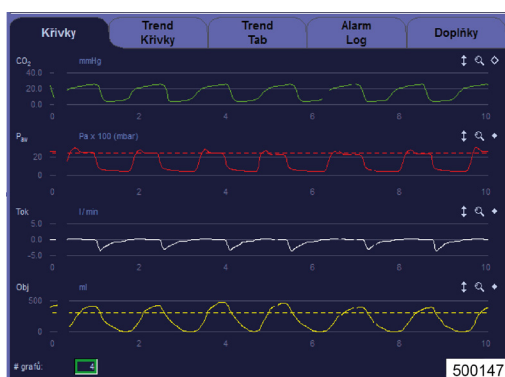 Křivky
Trend Křivky
Trend Tab
Alarm Log
Doplňky
CO2 mmHg
40.0
20.0
0.0
0 2 4 6 8 10
Pav Pa x 100 (mbar)
20
0
0 2 4 6 8 10
Tok l/min
5.0
0.0
-5.0
0 2 4 6 8 10
Obj ml
500
0
0 2 4 6 8 10
# grafů: 4
500147